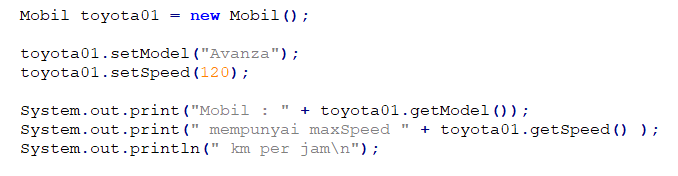 Mobil toyota01 = new Mobil();
toyota01.setModel("Avanza");
toyota01.setSpeed(120);
System.out.print("Mobil : " + toyota01.getModel());
System.out.print(" mempunyai maxSpeed " + toyota01.getSpeed() );
System.out.println(" km per jam\n");